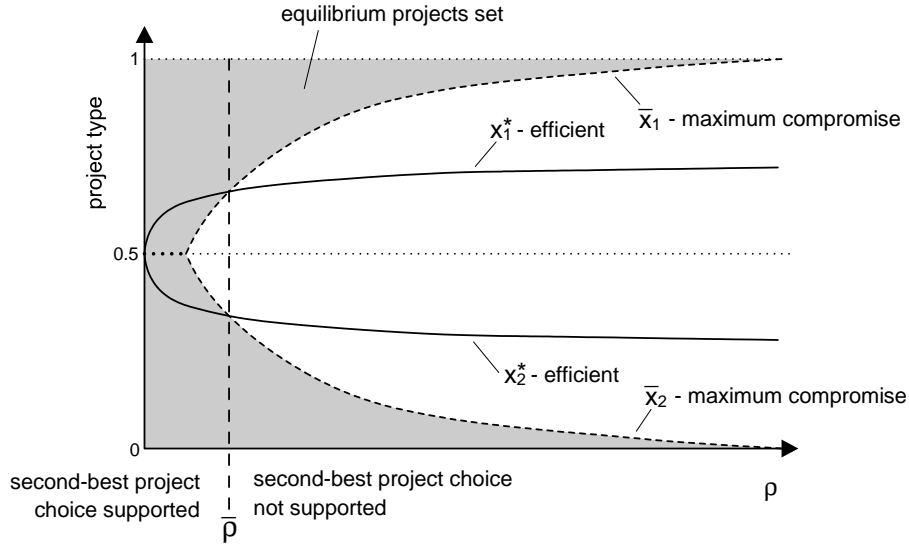 equilibrium projects set
1
x̄₁ - maximum compromise
x₁* - efficient
project type
0.5
x₂* - efficient
x̄₂ - maximum compromise
0
second-best project
choice supported
second-best project choice
not supported
ρ̄
ρ